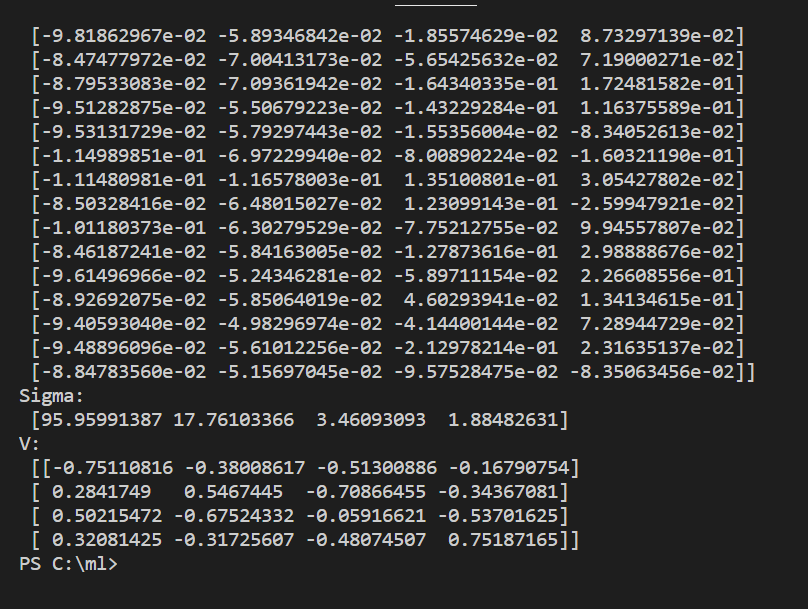 [-9.81862967e-02 -5.89346842e-02 -1.85574629e-02  8.73297139e-02]
[-8.47477972e-02 -7.00413173e-02 -5.65425632e-02  7.19000271e-02]
[-8.79533083e-02 -7.09361942e-02 -1.64340335e-01  1.72481582e-01]
[-9.51282875e-02 -5.50679223e-02 -1.43229284e-01  1.16375589e-01]
[-9.53131729e-02 -5.79297443e-02 -1.55356004e-02 -8.34052613e-02]
[-1.14989851e-01 -6.97229940e-02 -8.00890224e-02 -1.60321190e-01]
[-1.11480981e-01 -1.16578003e-01  1.35100801e-01  3.05427802e-02]
[-8.50328416e-02 -6.48015027e-02  1.23099143e-01 -2.59947921e-02]
[-1.01180373e-01 -6.30279529e-02 -7.75212755e-02  9.94557807e-02]
[-8.46187241e-02 -5.84163005e-02 -1.27873616e-01  2.98888676e-02]
[-9.61496966e-02 -5.24346281e-02 -5.89711154e-02  2.26608556e-01]
[-8.92692075e-02 -5.85064019e-02  4.60293941e-02  1.34134615e-01]
[-9.40593040e-02 -4.98296974e-02 -4.14400144e-02  7.28944729e-02]
[-9.48896096e-02 -5.61012256e-02 -2.12978214e-01  2.31635137e-02]
[-8.84783560e-02 -5.15697045e-02 -9.57528475e-02 -8.35063456e-02]]
Sigma:
[95.95991387 17.76103366  3.46093093  1.88482631]
V:
[[-0.75110816 -0.38008617 -0.51300886 -0.16790754]
[ 0.2841749   0.5467445  -0.70866455 -0.34367081]
[ 0.50215472 -0.67524332 -0.05916621 -0.53701625]
[ 0.32081425 -0.31725607 -0.48074507  0.75187165]]
PS C:\ml>